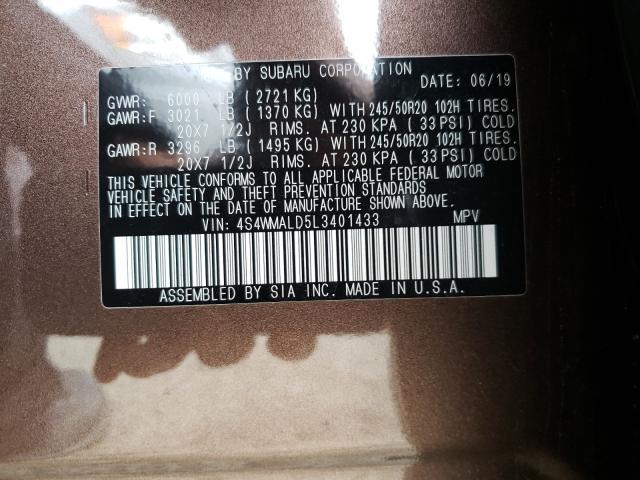 BY SUBARU CORPORATION DATE: 06/19
GVWR: 6000 LB ( 2721 KG)
GAWR:F 3021 LB ( 1370 KG) WITH 245/50R20 102H TIRES.
20X7 1/2J RIMS. AT 230 KPA ( 33 PSI) COLD
GAWR:R 3296 LB ( 1495 KG) WITH 245/50R20 102H TIRES.
20X7 1/2J RIMS. AT 230 KPA ( 33 PSI) COLD
THIS VEHICLE CONFORMS TO ALL APPLICABLE FEDERAL MOTOR
VEHICLE SAFETY AND THEFT PREVENTION STANDARDS
IN EFFECT ON THE DATE OF MANUFACTURE SHOWN ABOVE.
VIN: 4S4WMALD5L3401433 MPV
ASSEMBLED BY SIA INC. MADE IN U.S.A.